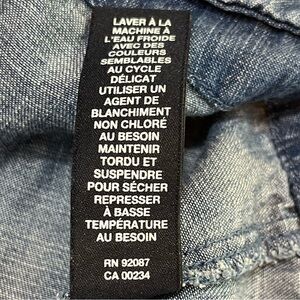 LAVER À LA
MACHINE À
L'EAU FROIDE
AVEC DES
COULEURS
SEMBLABLES
AU CYCLE
DÉLICAT
UTILISER UN
AGENT DE
BLANCHIMENT
NON CHLORÉ
AU BESOIN
MAINTENIR
TORDU ET
SUSPENDRE
POUR SÉCHER
REPRESSER
À BASSE
TEMPÉRATURE
AU BESOIN
RN 92087
CA 00234